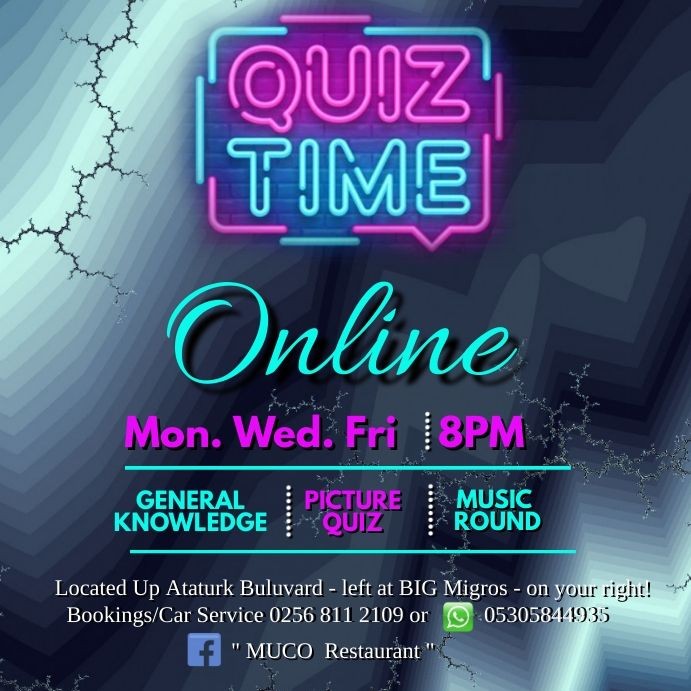 QUIZ
TIME
Online
Mon. Wed. Fri 8PM
GENERAL KNOWLEDGE
PICTURE QUIZ
MUSIC ROUND
Located Up Ataturk Buluvard - left at BIG Migros - on your right!
Bookings/Car Service 0256 811 2109 or 05305844935
" MUCO Restaurant "